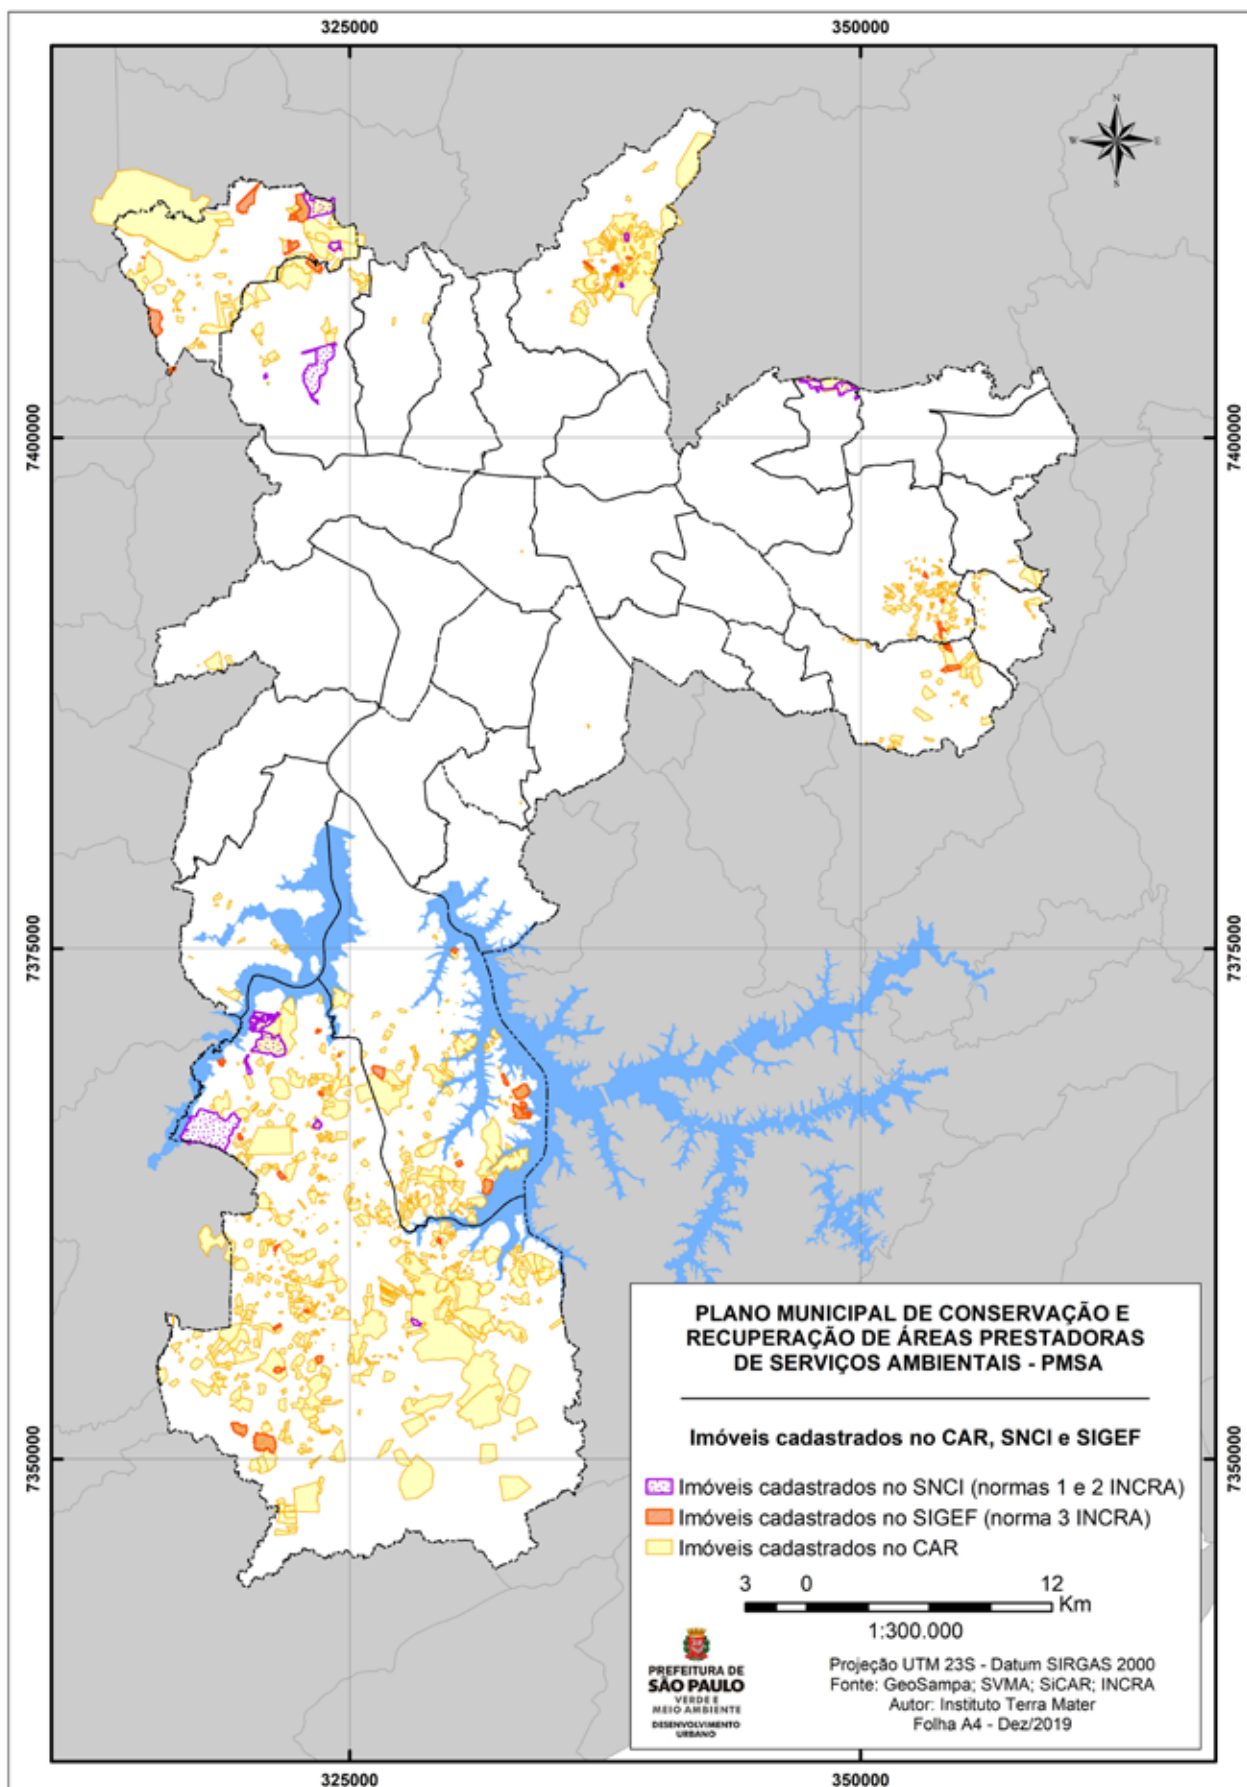 325000
350000
N
W
E
S
7400000
7400000
7375000
7375000
7350000
7350000
PLANO MUNICIPAL DE CONSERVAÇÃO E
RECUPERAÇÃO DE ÁREAS PRESTADORAS
DE SERVIÇOS AMBIENTAIS - PMSA
Imóveis cadastrados no CAR, SNCI e SIGEF
Imóveis cadastrados no SNCI (normas 1 e 2 INCRA)
Imóveis cadastrados no SIGEF (norma 3 INCRA)
Imóveis cadastrados no CAR
3 0 12
Km
1:300.000
PREFEITURA DE
SÃO PAULO
VERDE E
MEIO AMBIENTE
DESENVOLVIMENTO
URBANO
Projeção UTM 23S - Datum SIRGAS 2000
Fonte: GeoSampa; SVMA; SiCAR; INCRA
Autor: Instituto Terra Mater
Folha A4 - Dez/2019
325000
350000